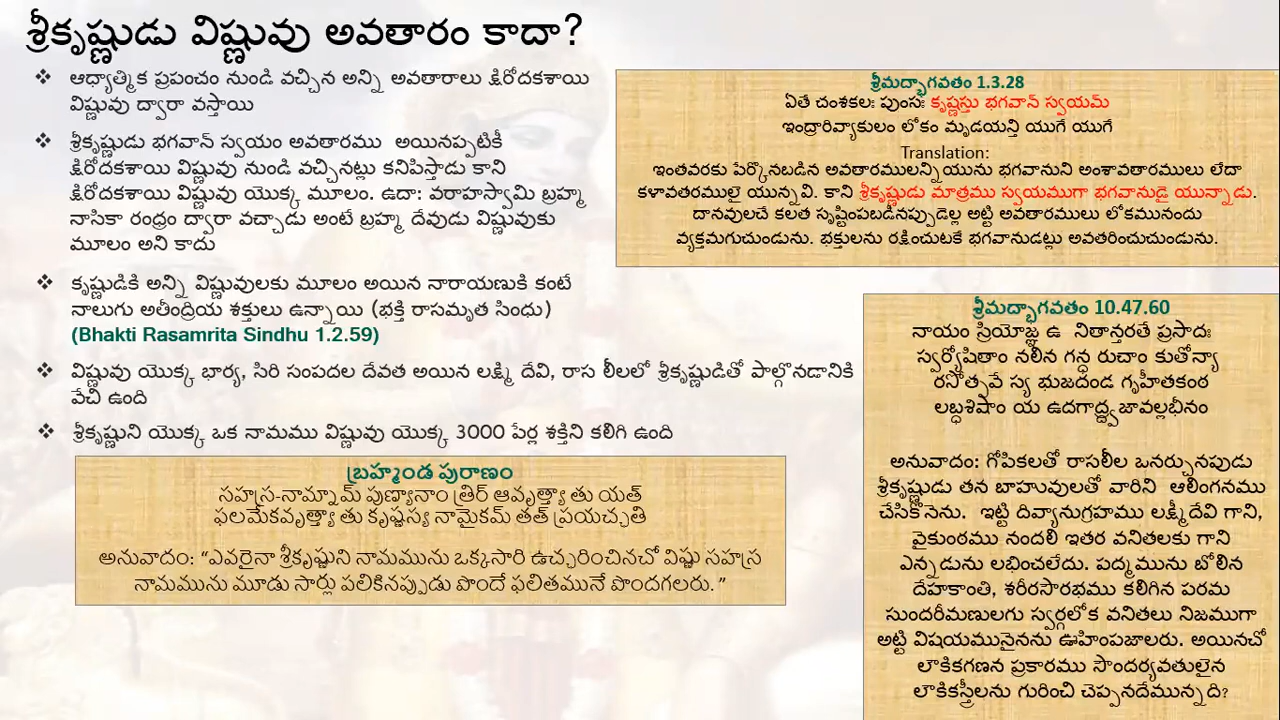 శ్రీకృష్ణుడు విష్ణువు అవతారం కాదా?
❖ ఆధ్యాత్మిక ప్రపంచం నుండి వచ్చిన అన్ని అవతారాలు క్షీరోదకశాయి
విష్ణువు ద్వారా వస్తాయి
❖ శ్రీకృష్ణుడు భగవాన్ స్వయం అవతారము అయినప్పటికీ
క్షీరోదకశాయి విష్ణువు నుండి వచ్చినట్లు కనిపిస్తాడు కాని
క్షీరోదకశాయి విష్ణువు యొక్క మూలం. ఉదా: వరాహస్వామి బ్రహ్మ
నాసికా రంధ్రం ద్వారా వచ్చాడు అంటే బ్రహ్మ దేవుడు విష్ణువుకు
మూలం అని కాదు
❖ కృష్ణుడికి అన్ని విష్ణువులకు మూలం అయిన నారాయణుకి కంటే
నాలుగు అతీంద్రియ శక్తులు ఉన్నాయి (భక్తి రాసమృత సింధు)
(Bhakti Rasamrita Sindhu 1.2.59)
❖ విష్ణువు యొక్క భార్య, సిరి సంపదల దేవత అయిన లక్ష్మి దేవి, రాస లీలలో శ్రీకృష్ణుడితో పాల్గొనడానికి
వేచి ఉంది
❖ శ్రీకృష్ణుని యొక్క ఒక నామము విష్ణువు యొక్క 3000 పేర్ల శక్తిని కలిగి ఉంది
బ్రహ్మండ పురాణం
సహస్ర-నామ్నామ్ పుణ్యానాం త్రిర్ ఆవృత్త్యా తు యత్
ఫలమేకవృత్త్యా తు కృష్ణస్య నామైకమ్ తత్ ప్రయచ్ఛతి
అనువాదం: “ఎవరైనా శ్రీకృష్ణుని నామమును ఒక్కసారి ఉచ్చరించినచో విష్ణు సహస్ర
నామమును మూడు సార్లు పలికినప్పుడు పొందే ఫలితమునే పొందగలరు.”
శ్రీమద్భాగవతం 1.3.28
ఏతే చంశకలః పుంసః కృష్ణస్తు భగవాన్ స్వయమ్
ఇంద్రారివ్యాకులం లోకం మృడయన్తి యుగే యుగే
Translation:
ఇంతవరకు పేర్కొనబడిన అవతారములన్నియును భగవానుని అంశావతారములు లేదా
కళావతరములై యున్నవి. కాని శ్రీకృష్ణుడు మాత్రము స్వయముగా భగవానుడై యున్నాడు.
దానవులచే కలత సృష్టింపబడినప్పుడెల్ల అట్టి అవతారములు లోకమునందు
వ్యక్తమగుచుండును. భక్తులను రక్షించుటకే భగవానుడట్లు అవతరించుచుండును.
శ్రీమద్భాగవతం 10.47.60
నాయం స్రియోఙ్గ ఉ నితాన్తరతే ప్రసాదః
స్వర్యోషితాం నలిన గన్ధ రుచాం కుతోన్యా
రసోత్సవే స్య భుజదండ గృహీతకంఠ
లబ్ధశిషాం య ఉదగాద్వ్రజావల్లభీనం
అనువాదం: గోపికలతో రాసలీల ఒనర్చునపుడు
శ్రీకృష్ణుడు తన బాహువులతో వారిని ఆలింగనము
చేసికొనెను. ఇట్టి దివ్యానుగ్రహము లక్ష్మీదేవి గాని,
వైకుంఠము నందలి ఇతర వనితలకు గాని
ఎన్నడును లభించలేదు. పద్మమును బోలిన
దేహకాంతి, శరీరసారభము కలిగిన పరమ
సుందరీమణులగు స్వర్గలోక వనితలు నిజముగా
అట్టి విషయమునైనను ఊహింపజాలరు. అయినచో
లౌకికగణన ప్రకారము సౌందర్యవతులైన
లౌకికస్త్రీలను గురించి చెప్పనదేమున్నది?